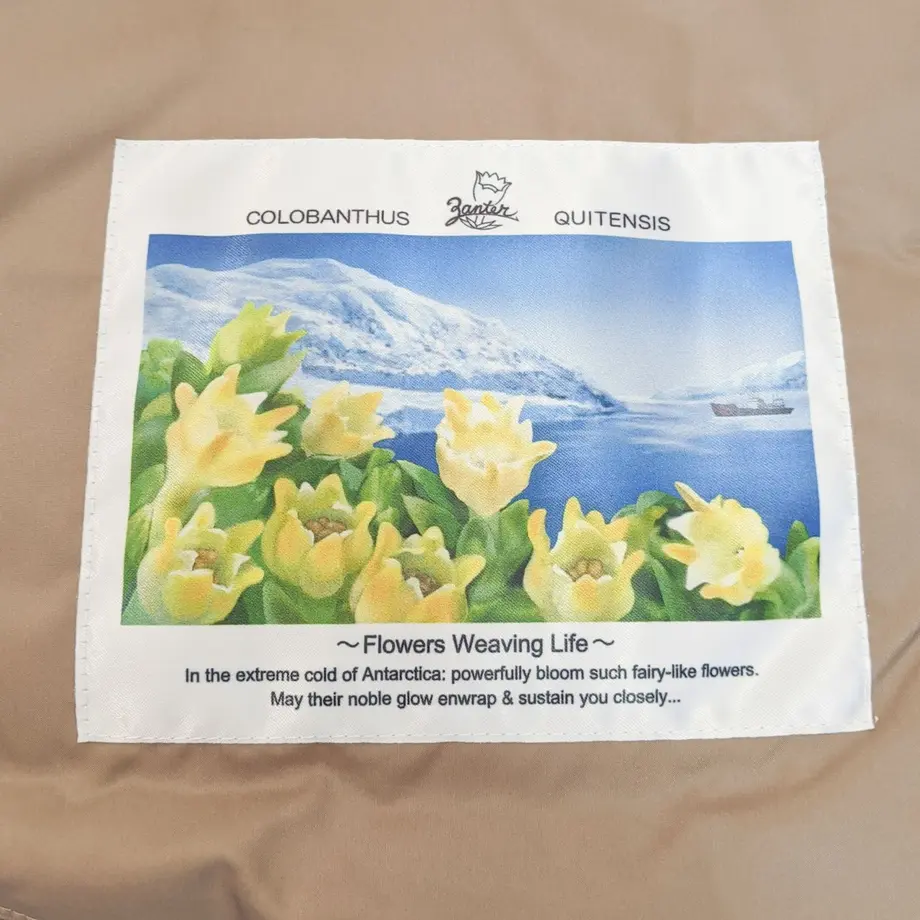 COLOBANTHUS Zanter QUITENSIS
~Flowers Weaving Life~
In the extreme cold of Antarctica: powerfully bloom such fairy-like flowers.
May their noble glow enwrap & sustain you closely...